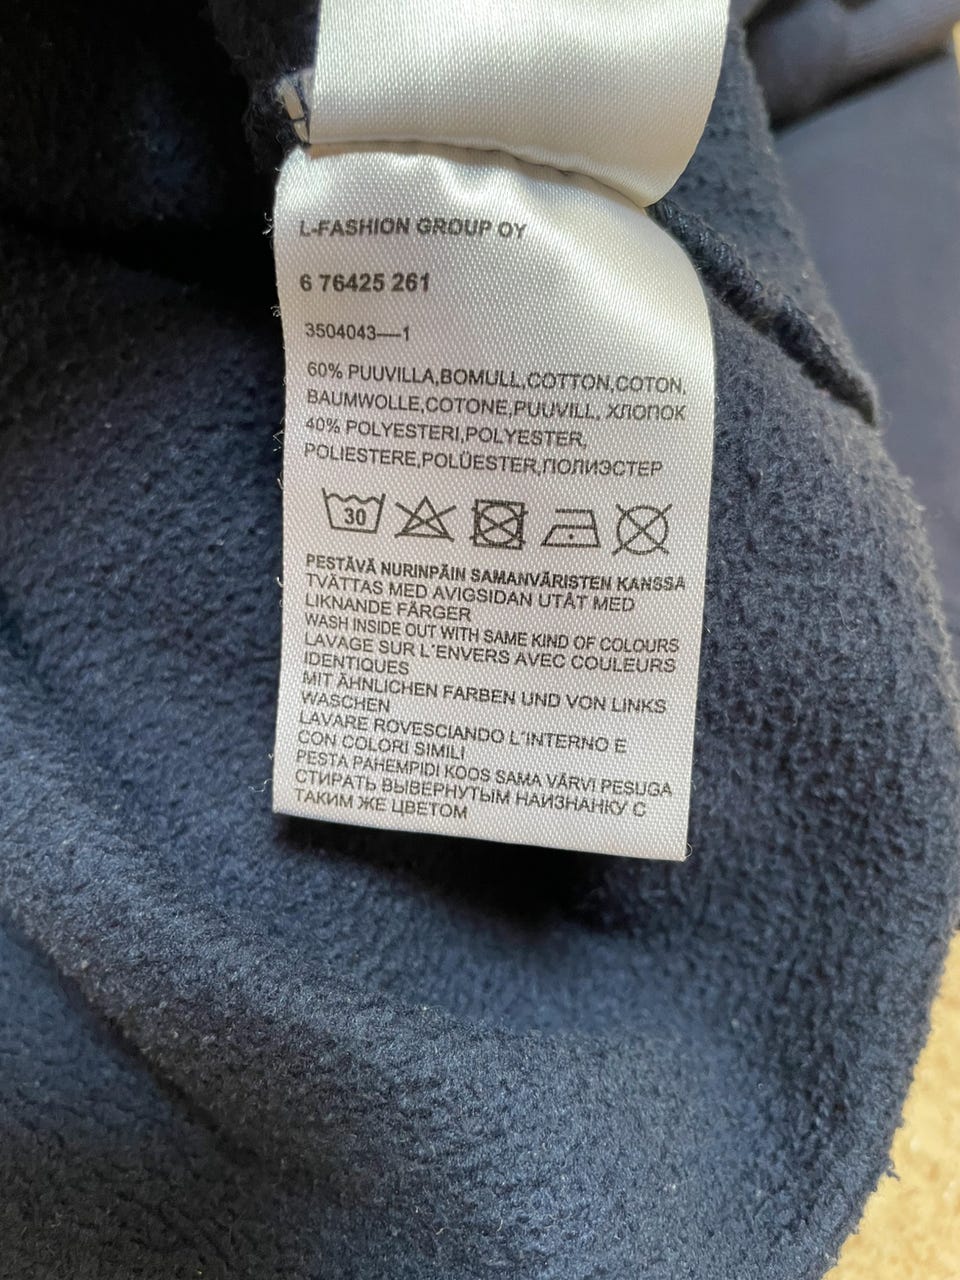 L-FASHION GROUP OY
6 76425 261
3504043—1
60% PUUVILLA,BOMULL,COTTON,COTON,
BAUMWOLLE,COTONE,PUUVILL, ХЛОПОК
40% POLYESTERI,POLYESTER,
POLIESTERE,POLÜESTER,ПОЛИЭСТЕР
30
PESTÄVÄ NURINPÄIN SAMANVÄRISTEN KANSSA
TVÄTTAS MED AVIGSIDAN UTÅT MED
LIKNANDE FÄRGER
WASH INSIDE OUT WITH SAME KIND OF COLOURS
LAVAGE SUR L´ENVERS AVEC COULEURS
IDENTIQUES
MIT ÄHNLICHEN FARBEN UND VON LINKS
WASCHEN
LAVARE ROVESCIANDO L´INTERNO E
CON COLORI SIMILI
PESTA PAHEMPIDI KOOS SAMA VÄRVI PESUGA
СТИРАТЬ ВЫВЕРНУТЫМ НАИЗНАНКУ С
ТАКИМ ЖЕ ЦВЕТОМ